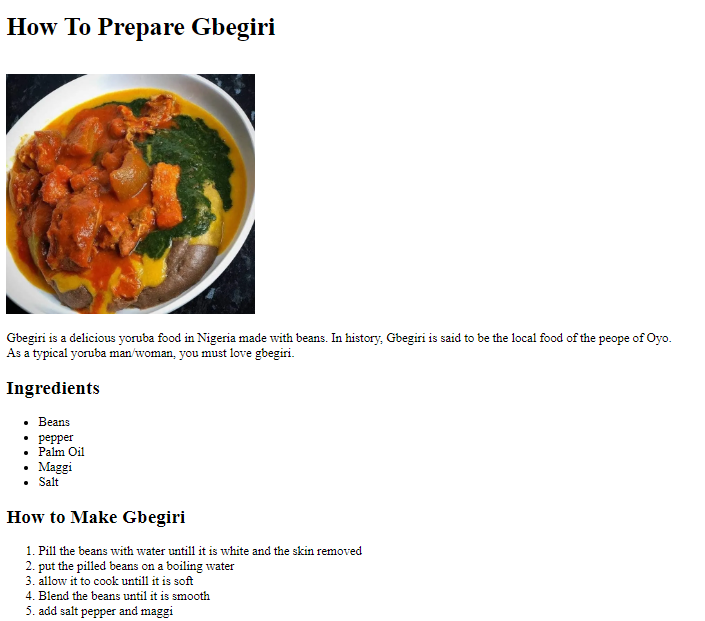 How To Prepare Gbegiri
Gbegiri is a delicious yoruba food in Nigeria made with beans. In history, Gbegiri is said to be the local food of the peope of Oyo.
As a typical yoruba man/woman, you must love gbegiri.
Ingredients
• Beans
• pepper
• Palm Oil
• Maggi
• Salt
How to Make Gbegiri
1. Pill the beans with water untill it is white and the skin removed
2. put the pilled beans on a boiling water
3. allow it to cook untill it is soft
4. Blend the beans until it is smooth
5. add salt pepper and maggi